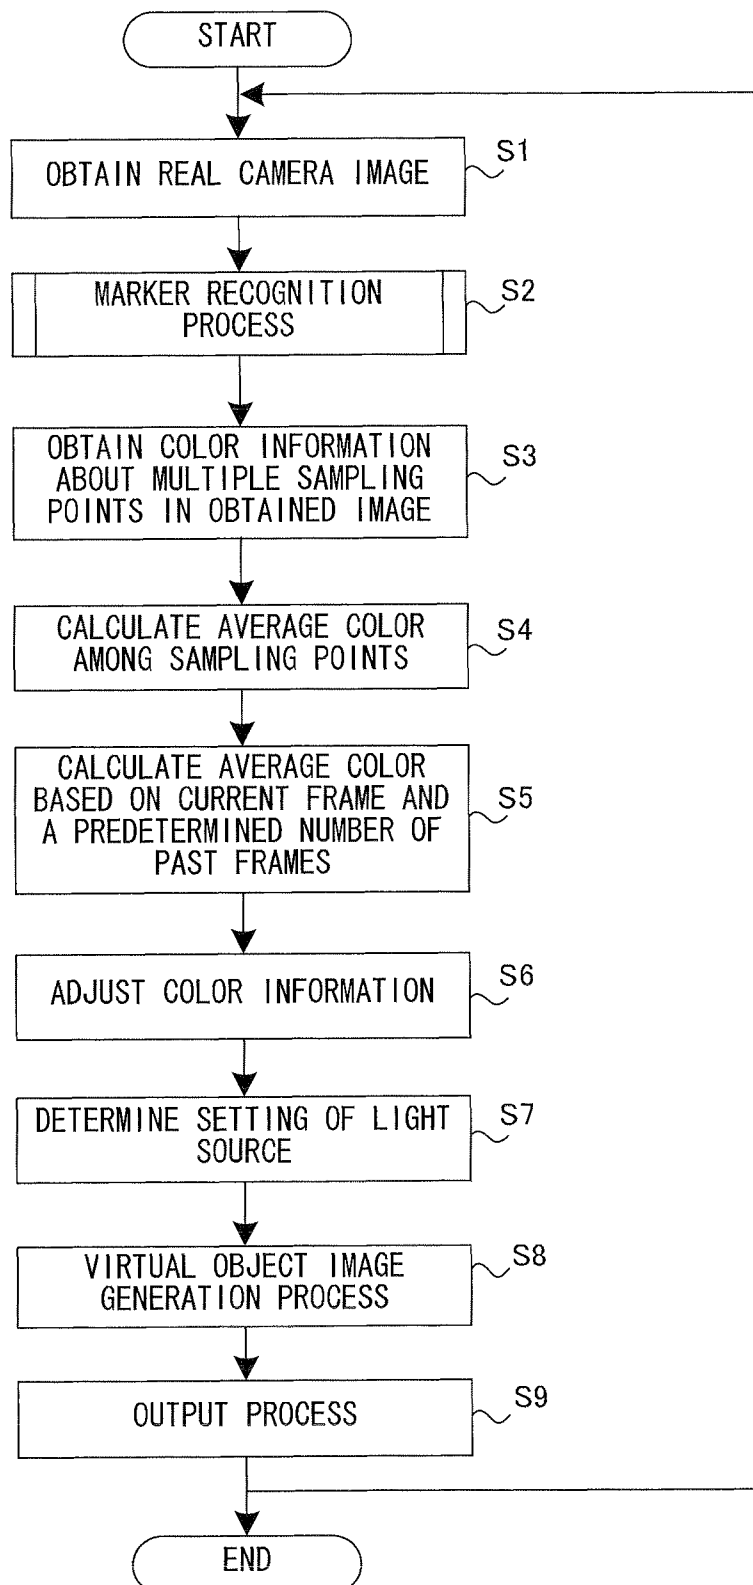 START
OBTAIN REAL CAMERA IMAGE
S1
MARKER RECOGNITION
PROCESS
S2
OBTAIN COLOR INFORMATION
ABOUT MULTIPLE SAMPLING
POINTS IN OBTAINED IMAGE
S3
CALCULATE AVERAGE COLOR
AMONG SAMPLING POINTS
S4
CALCULATE AVERAGE COLOR
BASED ON CURRENT FRAME AND
A PREDETERMINED NUMBER OF
PAST FRAMES
S5
ADJUST COLOR INFORMATION
S6
DETERMINE SETTING OF LIGHT
SOURCE
S7
VIRTUAL OBJECT IMAGE
GENERATION PROCESS
S8
OUTPUT PROCESS
S9
END